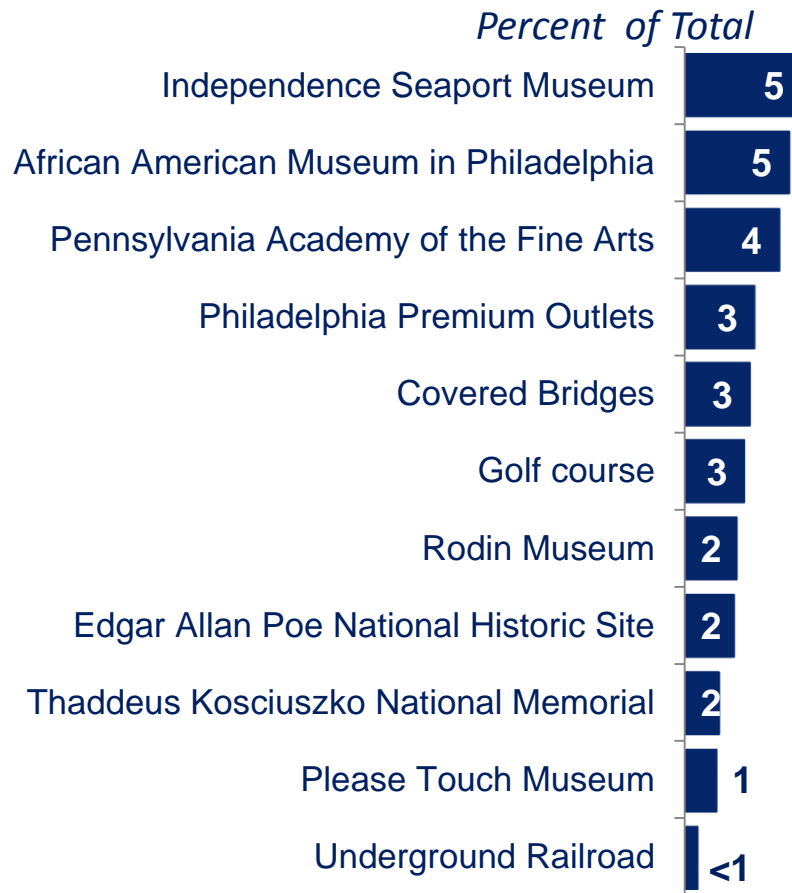 Percent of Total
Independence Seaport Museum 5
African American Museum in Philadelphia 5
Pennsylvania Academy of the Fine Arts 4
Philadelphia Premium Outlets 3
Covered Bridges 3
Golf course 3
Rodin Museum 2
Edgar Allan Poe National Historic Site 2
Thaddeus Kosciuszko National Memorial 2
Please Touch Museum 1
Underground Railroad <1